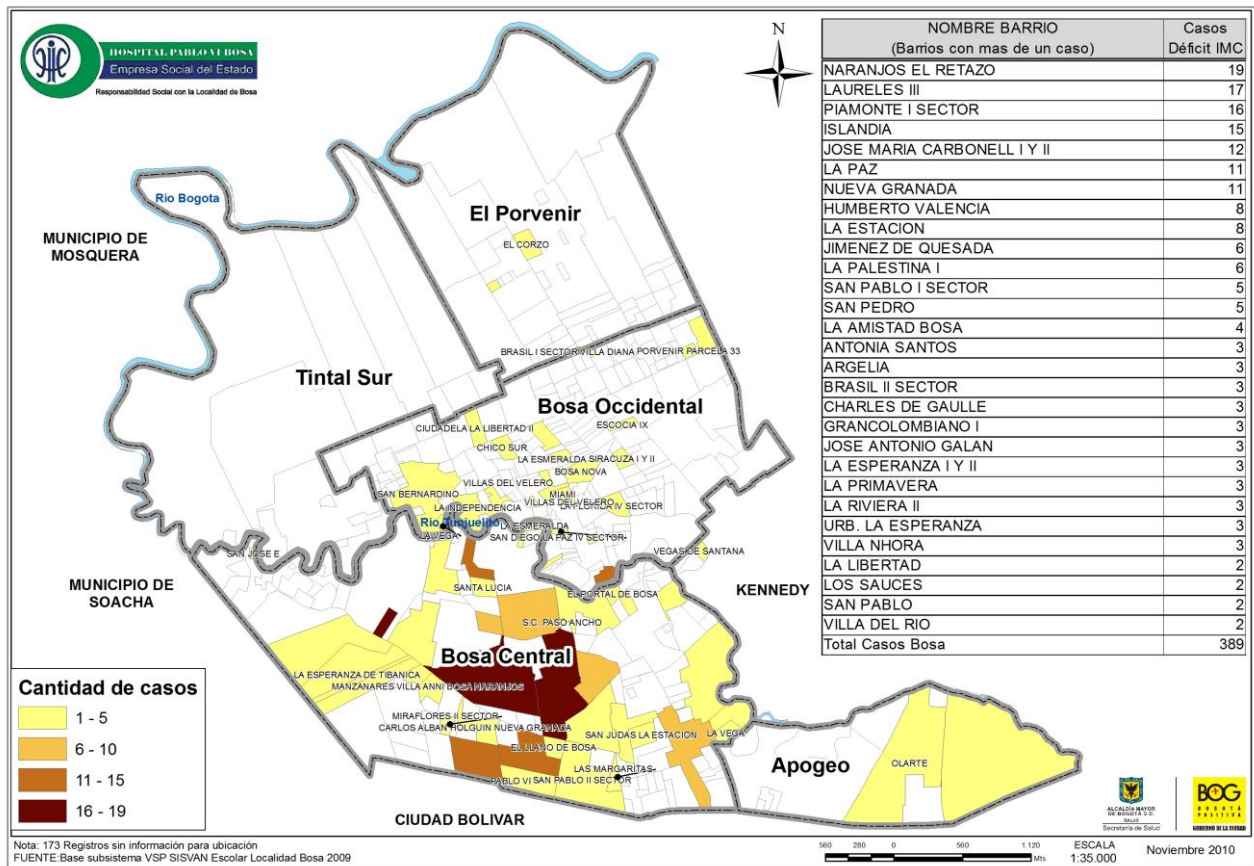 HOSPITAL PABLO VI BOSA
Empresa Social del Estado
Responsabilidad Social con la Localidad de Bosa
N
NOMBRE BARRIO
(Barrios con mas de un caso)
Casos
Déficit IMC
NARANJOS EL RETAZO 19
LAURELES III 17
PIAMONTE I SECTOR 16
ISLANDIA 15
JOSE MARIA CARBONELL I Y II 12
LA PAZ 11
NUEVA GRANADA 11
HUMBERTO VALENCIA 8
LA ESTACION 8
JIMENEZ DE QUESADA 6
LA PALESTINA I 6
SAN PABLO I SECTOR 5
SAN PEDRO 5
LA AMISTAD BOSA 4
ANTONIA SANTOS 3
ARGELIA 3
BRASIL II SECTOR 3
CHARLES DE GAULLE 3
GRANCOLOMBIANO I 3
JOSE ANTONIO GALAN 3
LA ESPERANZA I Y II 3
LA PRIMAVERA 3
LA RIVIERA II 3
URB. LA ESPERANZA 3
VILLA NHORA 3
LA LIBERTAD 2
LOS SAUCES 2
SAN PABLO 2
VILLA DEL RIO 2
Total Casos Bosa 389
Rio Bogota
MUNICIPIO DE
MOSQUERA
El Porvenir
EL CORZO
BRASIL I SECTOR VILLA DIANA PORVENIR PARCELA 33
Tintal Sur
Bosa Occidental
CIUDADELA LA LIBERTAD II
ESCOCIA IX
CHICO SUR
LA ESMERALDA SIRACUZA I Y II
BOSA NOVA
VILLAS DEL VELERO
SAN BERNARDINO
MIAMI
VILLAS DEL VELERO
LA FLORIDA IV SECTOR
LA INDEPENDENCIA
Rio Tunjuelito
LA ESMERALDA
LA VEGA
SAN DIEGO LA PAZ IV SECTOR
SAN JOSE E
VEGAS DE SANTANA
MUNICIPIO DE
SOACHA
SANTA LUCIA
EL PORTAL DE BOSA
KENNEDY
S.C. PASO ANCHO
Bosa Central
LA ESPERANZA DE TIBANICA
MANZANARES VILLA ANNI BOSA NARANJOS
MIRAFLORES II SECTOR
CARLOS ALBAN HOLGUIN NUEVA GRANADA
SAN JUDAS LA ESTACION
LA VEGA
EL LLANO DE BOSA
LAS MARGARITAS
PABLO VI SAN PABLO II SECTOR
Apogeo
OLARTE
CIUDAD BOLIVAR
Cantidad de casos
1 - 5
6 - 10
11 - 15
16 - 19
ALCALDÍA MAYOR
DE BOGOTÁ D.C.
SALUD
Secretaría de Salud
BOG
BOGOTÁ
POSITIVA
GOBIERNO DE LA CIUDAD
Nota: 173 Registros sin información para ubicación
FUENTE:Base subsistema VSP SISVAN Escolar Localidad Bosa 2009
560 280 0 560 1.120
Mts
ESCALA
1:35.000
Noviembre 2010